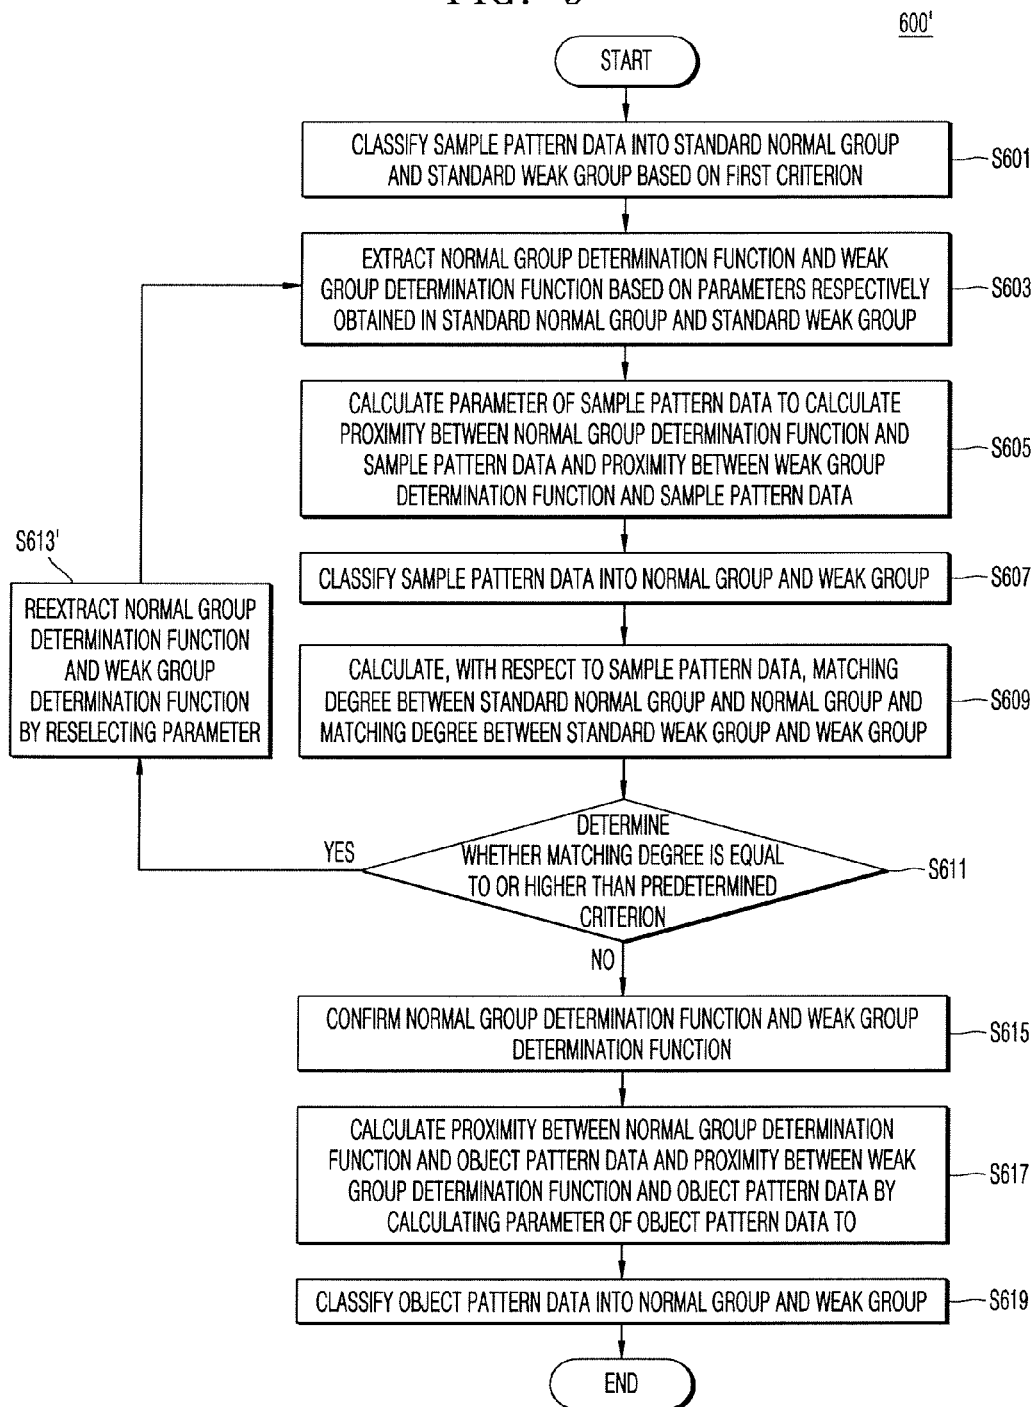 600'
START
CLASSIFY SAMPLE PATTERN DATA INTO STANDARD NORMAL GROUP
AND STANDARD WEAK GROUP BASED ON FIRST CRITERION
S601
EXTRACT NORMAL GROUP DETERMINATION FUNCTION AND WEAK
GROUP DETERMINATION FUNCTION BASED ON PARAMETERS RESPECTIVELY
OBTAINED IN STANDARD NORMAL GROUP AND STANDARD WEAK GROUP
S603
CALCULATE PARAMETER OF SAMPLE PATTERN DATA TO CALCULATE
PROXIMITY BETWEEN NORMAL GROUP DETERMINATION FUNCTION AND
SAMPLE PATTERN DATA AND PROXIMITY BETWEEN WEAK GROUP
DETERMINATION FUNCTION AND SAMPLE PATTERN DATA
S605
S613'
REEXTRACT NORMAL GROUP
DETERMINATION FUNCTION
AND WEAK GROUP
DETERMINATION FUNCTION
BY RESELECTING PARAMETER
CLASSIFY SAMPLE PATTERN DATA INTO NORMAL GROUP AND WEAK GROUP
S607
CALCULATE, WITH RESPECT TO SAMPLE PATTERN DATA, MATCHING
DEGREE BETWEEN STANDARD NORMAL GROUP AND NORMAL GROUP AND
MATCHING DEGREE BETWEEN STANDARD WEAK GROUP AND WEAK GROUP
S609
DETERMINE
WHETHER MATCHING DEGREE IS EQUAL
TO OR HIGHER THAN PREDETERMINED
CRITERION
S611
YES
NO
CONFIRM NORMAL GROUP DETERMINATION FUNCTION AND WEAK GROUP
DETERMINATION FUNCTION
S615
CALCULATE PROXIMITY BETWEEN NORMAL GROUP DETERMINATION
FUNCTION AND OBJECT PATTERN DATA AND PROXIMITY BETWEEN WEAK
GROUP DETERMINATION FUNCTION AND OBJECT PATTERN DATA BY
CALCULATING PARAMETER OF OBJECT PATTERN DATA TO
S617
CLASSIFY OBJECT PATTERN DATA INTO NORMAL GROUP AND WEAK GROUP
S619
END